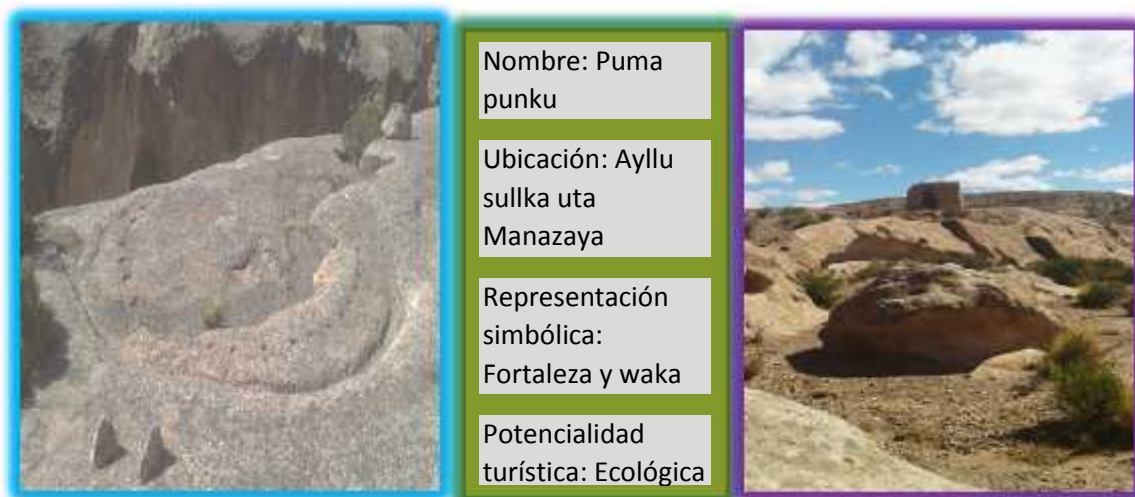 Nombre: Puma
punku
Ubicación: Ayllu
sullka uta
Manazaya
Representación
simbólica:
Fortaleza y waka
Potencialidad
turística: Ecológica